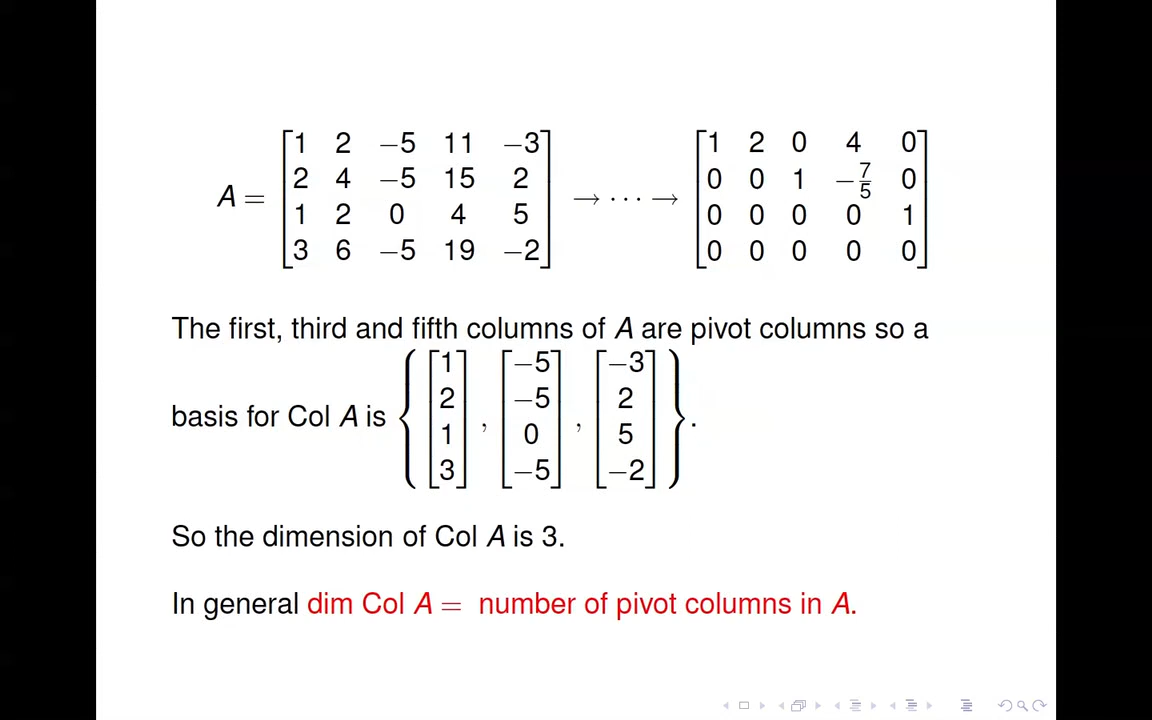 A = [1 2 −5 11 −3] → ⋯ → [1 2 0 4 0]
[2 4 −5 15 2] [0 0 1 −7/5 0]
[1 2 0 4 5] [0 0 0 0 1]
[3 6 −5 19 −2] [0 0 0 0 0]
The first, third and fifth columns of A are pivot columns so a
basis for Col A is { [1 2 1 3], [−5 −5 0 −5], [−3 2 5 −2] }.
So the dimension of Col A is 3.
In general dim Col A = number of pivot columns in A.